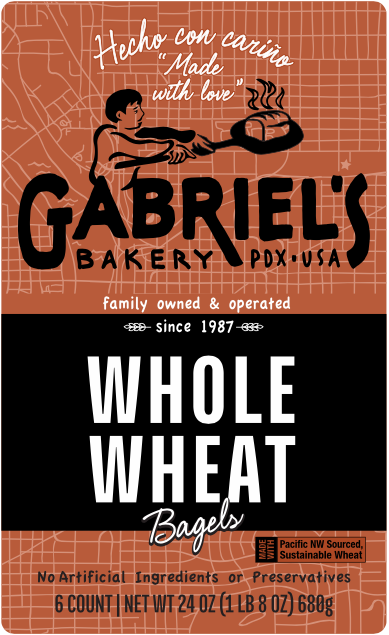 Hecho con cariño
"Made
with love"
GABRIEL'S
BAKERY PDX•USA
family owned & operated
since 1987
WHOLE
WHEAT
Bagels
MADE
WITH
Pacific NW Sourced,
Sustainable Wheat
No Artificial Ingredients or Preservatives
6 COUNT | NET WT 24 OZ (1 LB 8 OZ) 680g